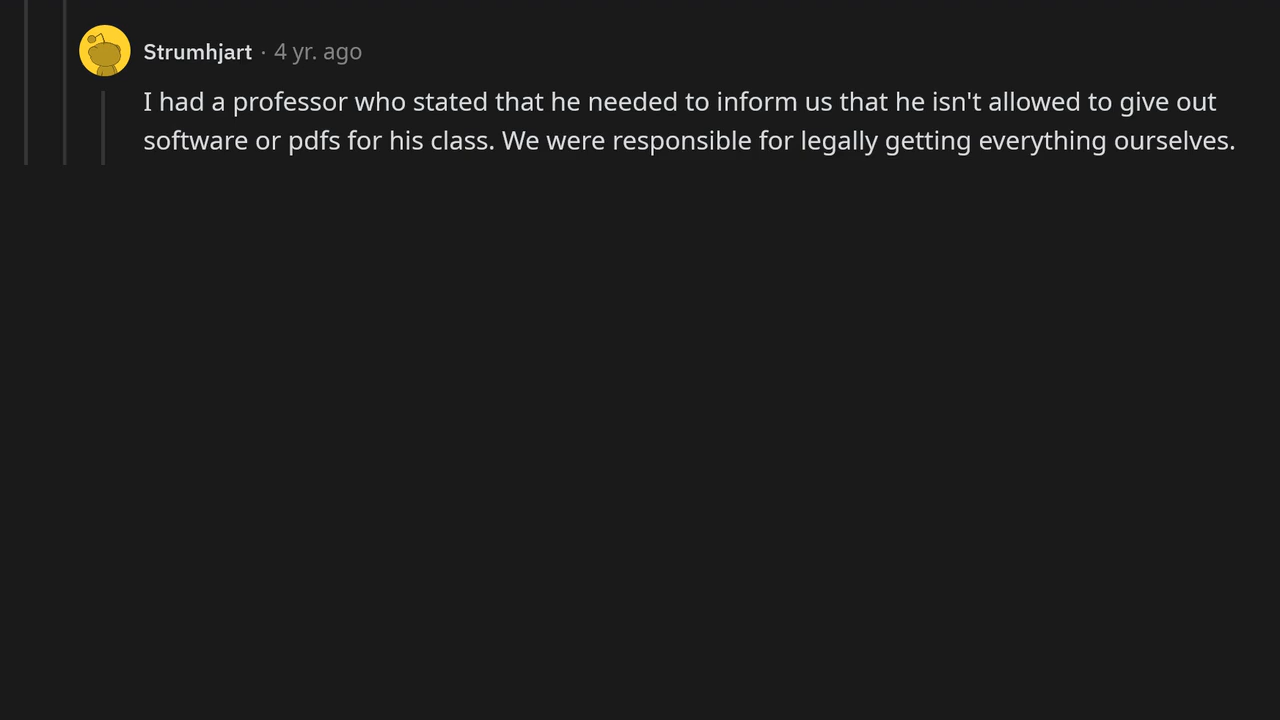 Strumhjart · 4 yr. ago
I had a professor who stated that he needed to inform us that he isn't allowed to give out
software or pdfs for his class. We were responsible for legally getting everything ourselves.